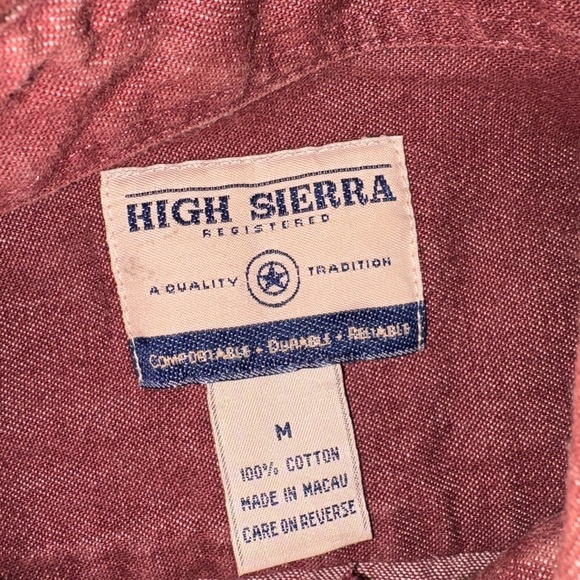 HIGH SIERRA
REGISTERED
A QUALITY TRADITION
COMFORTABLE • DURABLE • RELIABLE
M
100% COTTON
MADE IN MACAU
CARE ON REVERSE